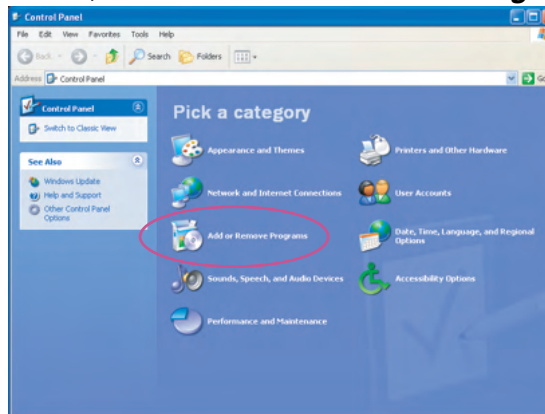 Control Panel
File Edit View Favorites Tools Help
Back Search Folders
Address Control Panel
Control Panel
Switch to Classic View
See Also
Windows Update
Help and Support
Other Control Panel
Options
Pick a category
Appearance and Themes
Printers and Other Hardware
Network and Internet Connections
User Accounts
Add or Remove Programs
Date, Time, Language, and Regional
Options
Sounds, Speech, and Audio Devices
Accessibility Options
Performance and Maintenance